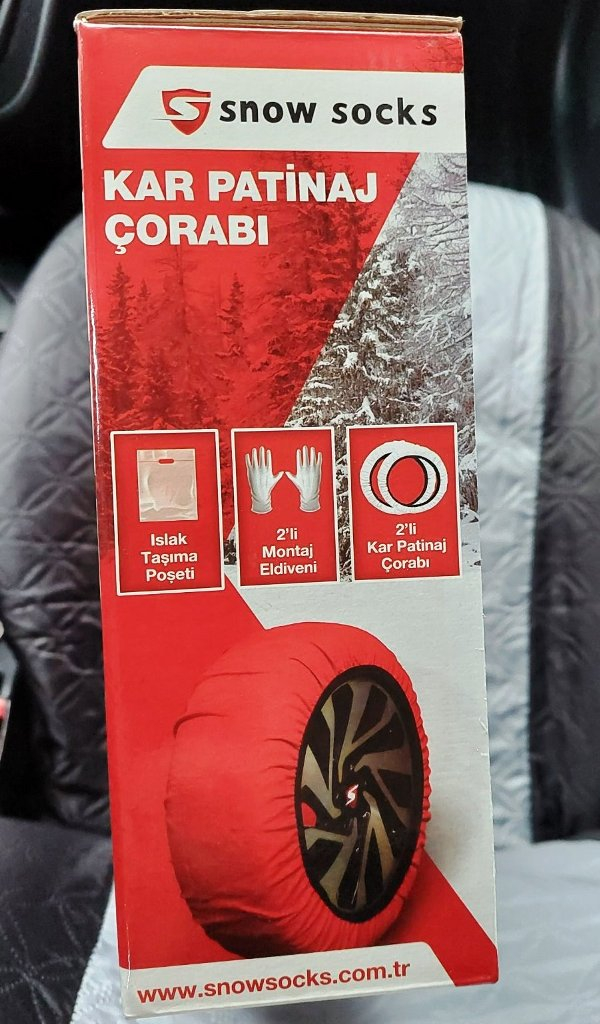 snow socks
KAR PATİNAJ
ÇORABI
Islak
Taşıma
Poşeti
2'li
Montaj
Eldiveni
2'li
Kar Patinaj
Çorabı
www.snowsocks.com.tr